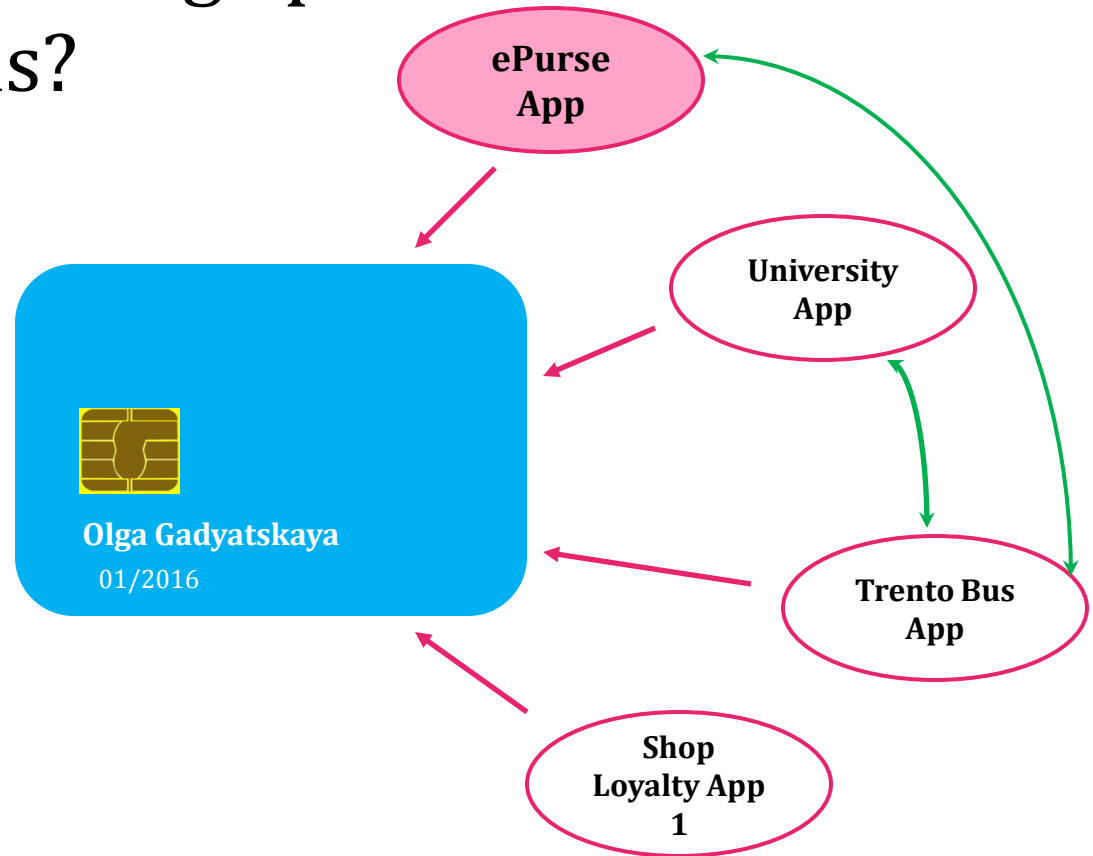 s?
ePurse
App
University
App
Olga Gadyatskaya
01/2016
Trento Bus
App
Shop
Loyalty App
1